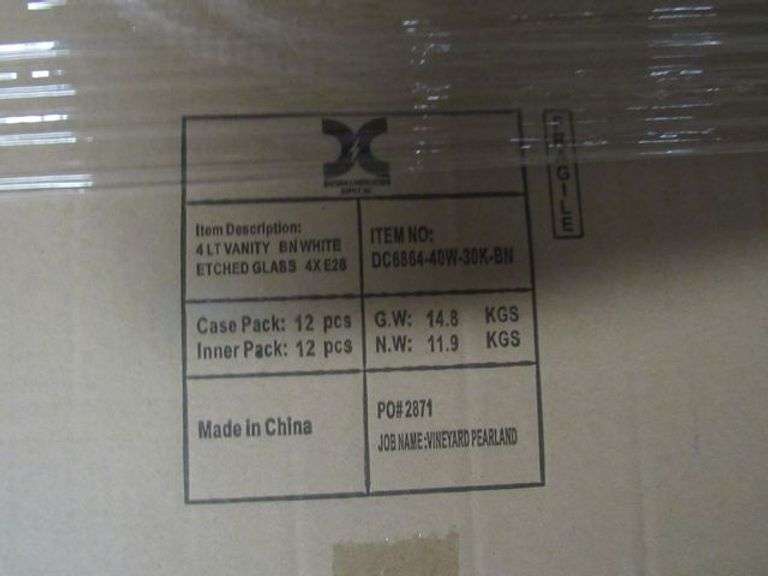 Item Description:
4 LT VANITY BN WHITE
ETCHED GLASS 4XE26
ITEM NO:
DC6864-40W-30K-BN
FRAGILE
Case Pack: 12 pcs
Inner Pack: 12 pcs
G.W: 14.8 KGS
N.W: 11.9 KGS
Made in China
PO#2871
JOB NAME:VINEYARD PEARLAND